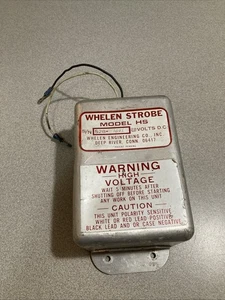 WHELEN STROBE
MODEL HS
S/N VOLTS D.C.
WHELEN ENGINEERING CO., INC.
DEEP RIVER, CONN. 06417
WARNING
HIGH
VOLTAGE
WAIT 5 MINUTES AFTER
SHUTTING OFF BEFORE STARTING
ANY WORK ON THIS UNIT
CAUTION
THIS UNIT POLARITY SENSITIVE
WHITE OR RED LEAD POSITIVE
BLACK LEAD AND OR CASE NEGATIVE